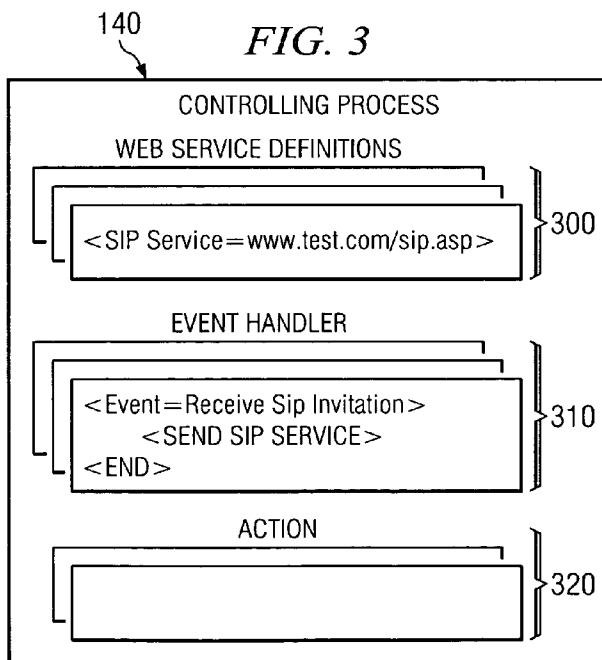 140
FIG. 3
CONTROLLING PROCESS
WEB SERVICE DEFINITIONS
<SIP Service=www.test.com/sip.asp>
300
EVENT HANDLER
<Event=Receive Sip Invitation>
<SEND SIP SERVICE>
<END>
310
ACTION
320